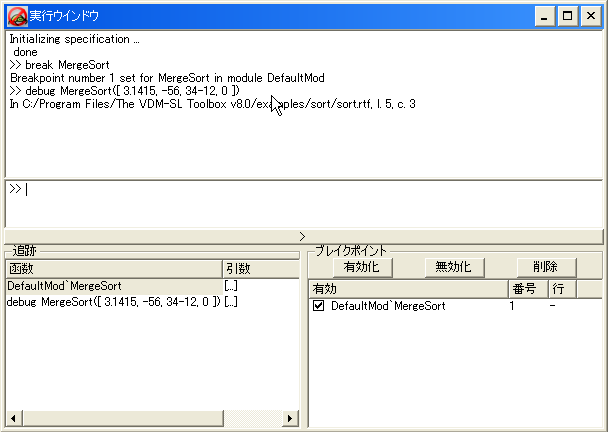 実行ウインドウ
Initializing specification ...
done
>> break MergeSort
Breakpoint number 1 set for MergeSort in module DefaultMod
>> debug MergeSort([ 3.1415, -56, 34-12, 0 ])
In C:/Program Files/The VDM-SL Toolbox v8.0/examples/sort/sort.rtf, l. 5, c. 3
>>
>
追跡
函数 引数
DefaultMod`MergeSort [...]
debug MergeSort([ 3.1415, -56, 34-12, 0 ]) [...]
ブレイクポイント
有効化 無効化 削除
有効 番号 行
DefaultMod`MergeSort 1 -